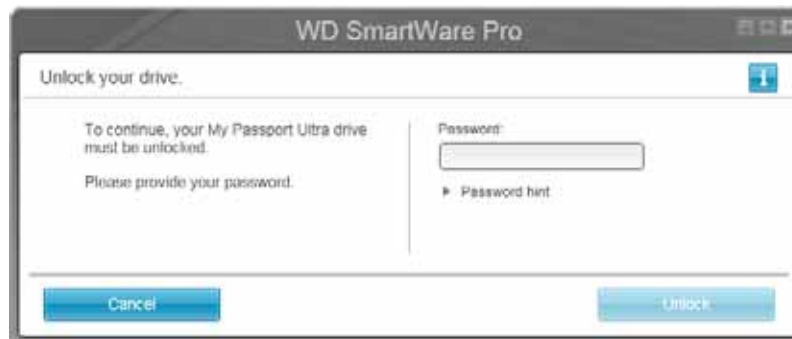 WD SmartWare Pro
Unlock your drive.
To continue, your My Passport Ultra drive
must be unlocked.
Please provide your password.
Password:
Password hint
Cancel
Unlock